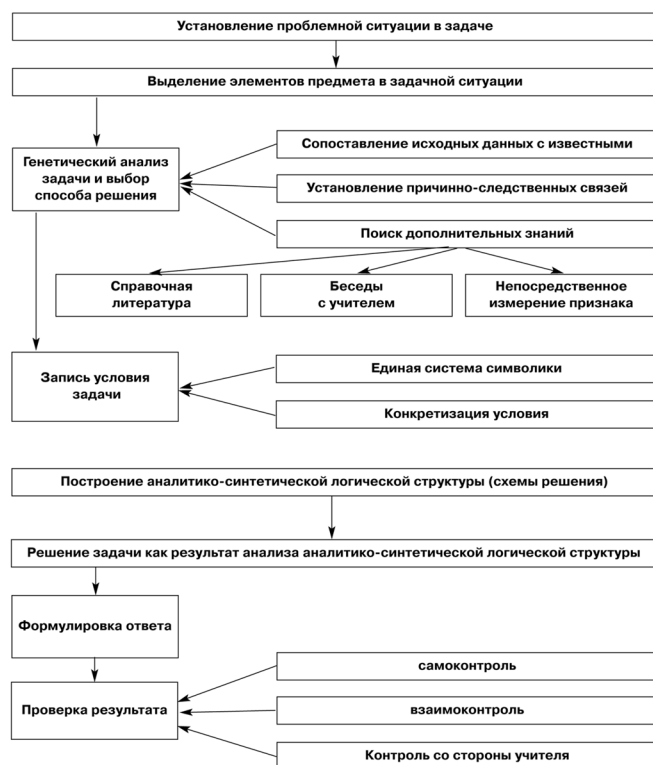 Установление проблемной ситуации в задаче
Выделение элементов предмета в задачной ситуации
Генетический анализ
задачи и выбор
способа решения
Сопоставление исходных данных с известными
Установление причинно-следственных связей
Поиск дополнительных знаний
Справочная
литература
Беседы
с учителем
Непосредственное
измерение признака
Запись условия
задачи
Единая система символики
Конкретизация условия
Построение аналитико-синтетической логической структуры (схемы решения)
Решение задачи как результат анализа аналитико-синтетической логической структуры
Формулировка ответа
Проверка результата
самоконтроль
взаимоконтроль
Контроль со стороны учителя